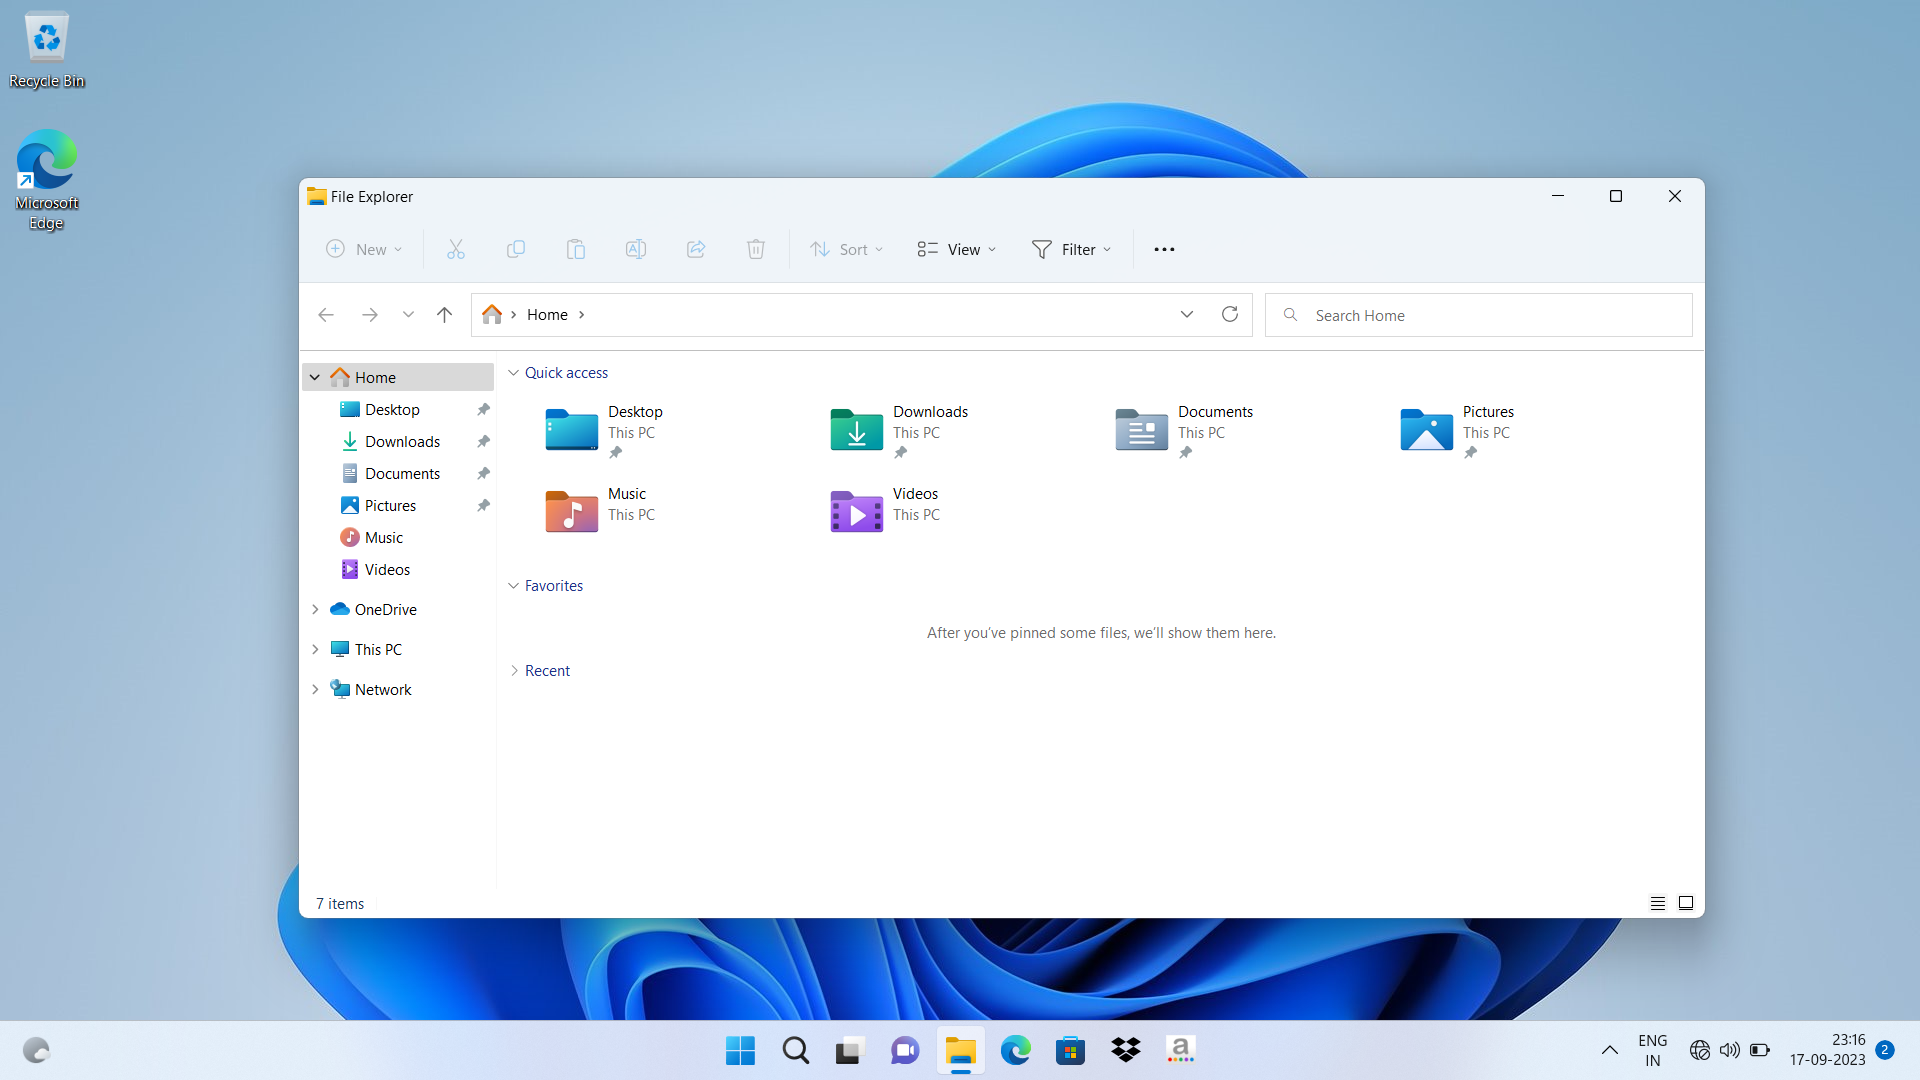 Recycle Bin
Microsoft
Edge
File Explorer
New
Sort
View
Filter
Home
Search Home
Home
Desktop
Downloads
Documents
Pictures
Music
Videos
OneDrive
This PC
Network
Quick access
Desktop
This PC
Downloads
This PC
Documents
This PC
Pictures
This PC
Music
This PC
Videos
This PC
Favorites
After you've pinned some files, we'll show them here.
Recent
7 items
a
ENG
IN
23:16
17-09-2023
2